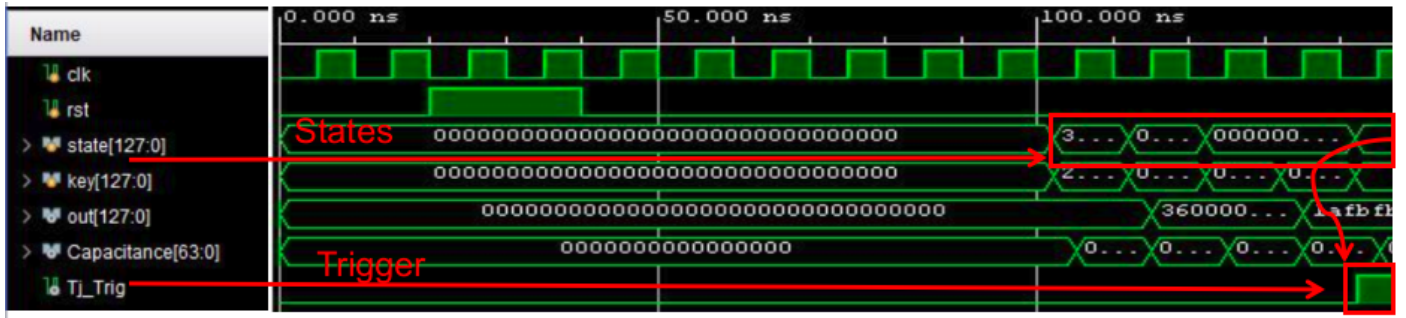 Name 0.000 ns 50.000 ns 100.000 ns
clk
rst
state[127:0] States 00000000000000000000000000000000 3... 0... 000000...
key[127:0] 00000000000000000000000000000000 2... 0... 0... 0...
out[127:0] 00000000000000000000000000000000 360000...
Capacitance[63:0] 0000000000000000 0... 0... 0... 0...
Tj_Trig Trigger